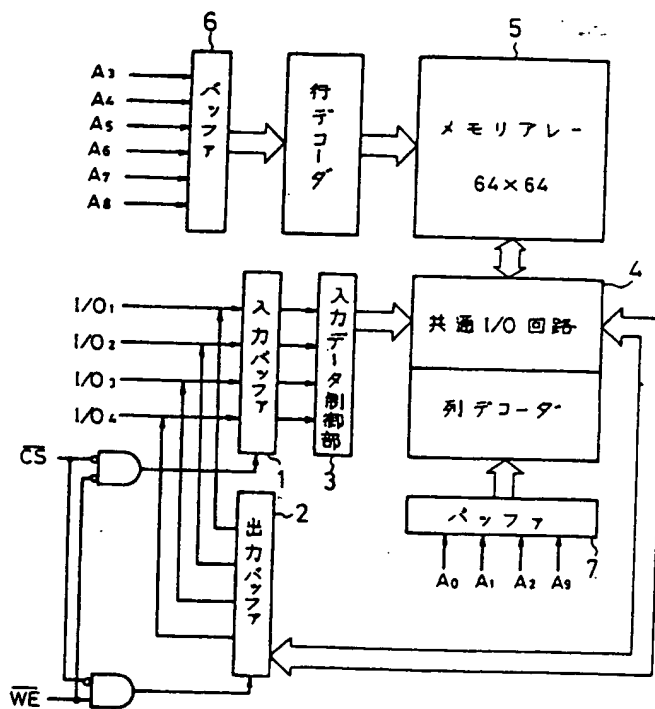 6
A3
A4
A5
A6
A7
A8
バッファ
行デコーダ
5
メモリアレー
64×64
I/O1
I/O2
I/O3
I/O4
入力バッファ
1
入力データ制御部
3
4
共通I/O回路
列デコーダ
バッファ
7
A0
A1
A2
A9
C̅S̅
2
出力バッファ
W̅E̅